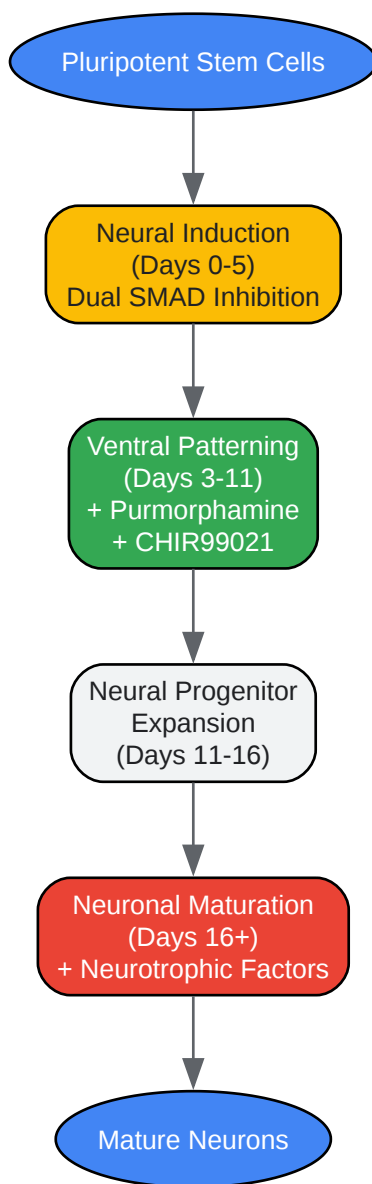 Pluripotent Stem Cells
Neural Induction
(Days 0-5)
Dual SMAD Inhibition
Ventral Patterning
(Days 3-11)
+ Purmorphamine
+ CHIR99021
Neural Progenitor
Expansion
(Days 11-16)
Neuronal Maturation
(Days 16+)
+ Neurotrophic Factors
Mature Neurons